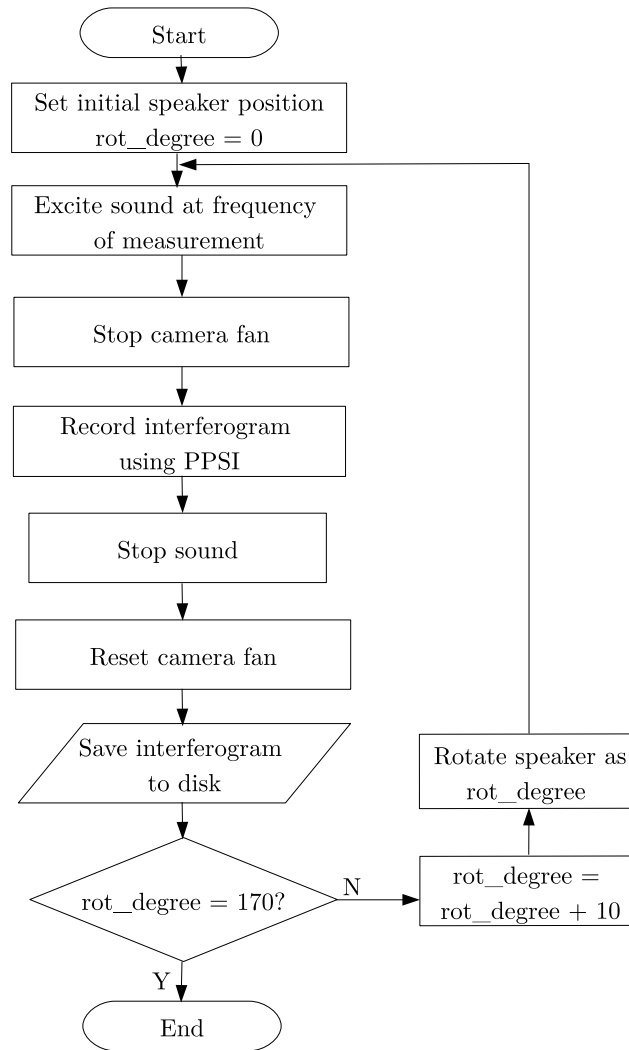 Start
Set initial speaker position
rot_degree = 0
Excite sound at frequency
of measurement
Stop camera fan
Record interferogram
using PPSI
Stop sound
Reset camera fan
Save interferogram
to disk
rot_degree = 170?
N
Y
End
rot_degree =
rot_degree + 10
Rotate speaker as
rot_degree